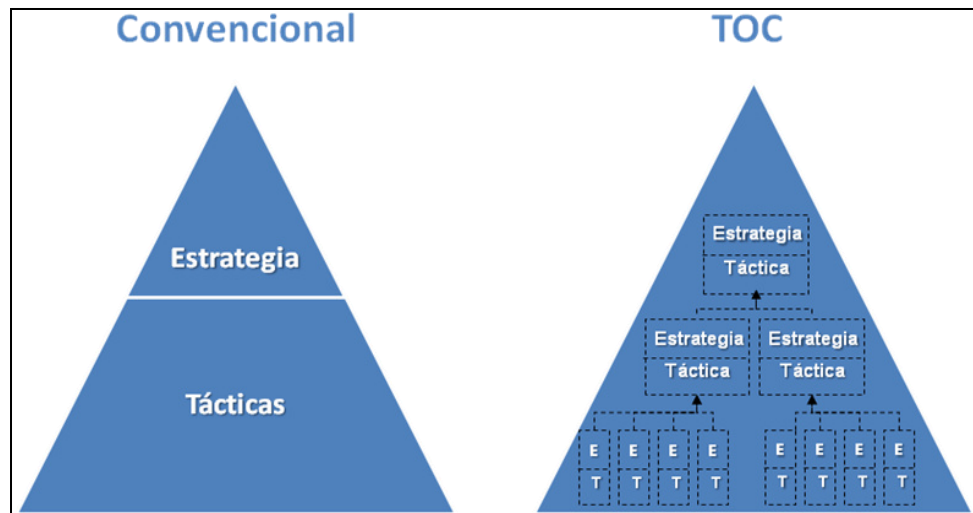 Convencional
TOC
Estrategia
Tácticas
Estrategia
Táctica
Estrategia
Estrategia
Táctica
Táctica
E E E E E E E E
T T T T T T T T